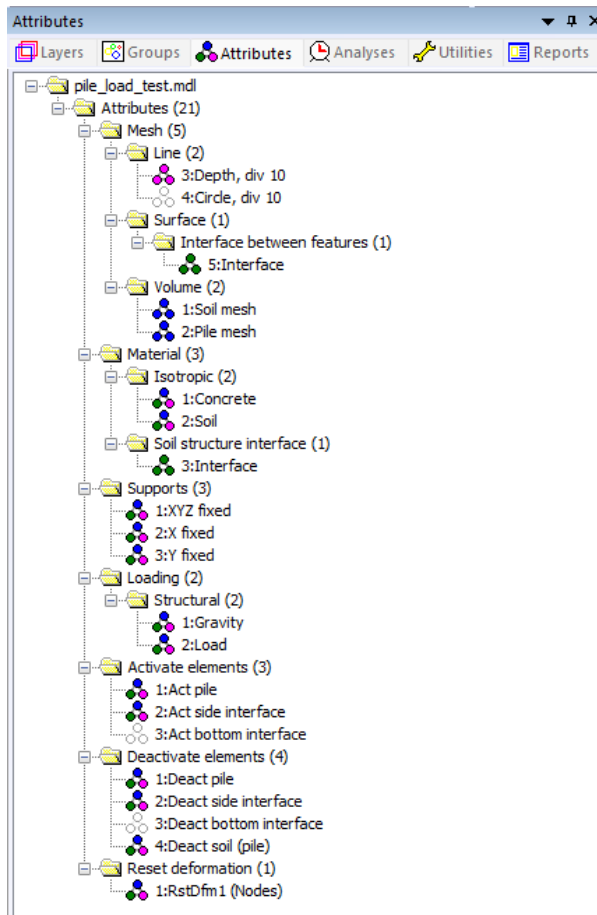 Attributes
Layers Groups Attributes Analyses Utilities Reports
pile_load_test.mdl
Attributes (21)
Mesh (5)
Line (2)
3:Depth, div 10
4:Circle, div 10
Surface (1)
Interface between features (1)
5:Interface
Volume (2)
1:Soil mesh
2:Pile mesh
Material (3)
Isotropic (2)
1:Concrete
2:Soil
Soil structure interface (1)
3:Interface
Supports (3)
1:XYZ fixed
2:X fixed
3:Y fixed
Loading (2)
Structural (2)
1:Gravity
2:Load
Activate elements (3)
1:Act pile
2:Act side interface
3:Act bottom interface
Deactivate elements (4)
1:Deact pile
2:Deact side interface
3:Deact bottom interface
4:Deact soil (pile)
Reset deformation (1)
1:RstDfm1 (Nodes)